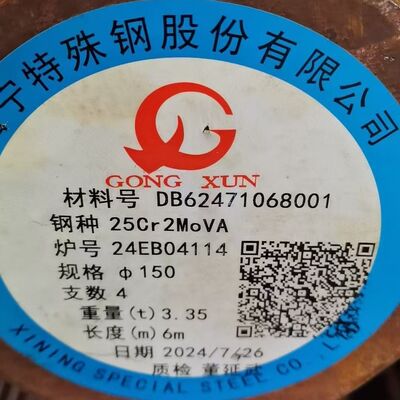 宁特殊钢股份有限公司
GONG XUN
材料号 DB62471068001
钢种 25Cr2MoVA
炉号 24EB04114
规格 φ150
支数 4
重量(t) 3.35
长度(m) 6m
日期 2024/7/26
质检 董延
XINING SPECIAL STEEL CO.,L